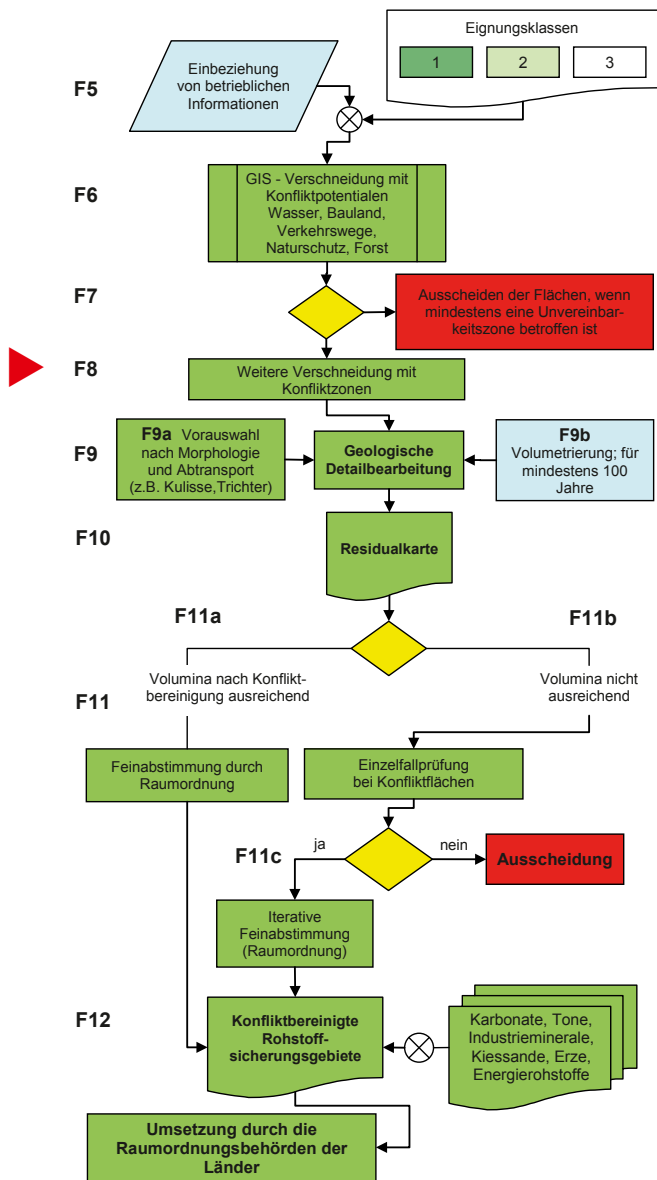 Eignungsklassen
1
2
3
F5
Einbeziehung
von betrieblichen
Informationen
F6
GIS - Verschneidung mit
Konfliktpotentialen
Wasser, Bauland,
Verkehrswege,
Naturschutz, Forst
F7
Ausscheiden der Flächen, wenn
mindestens eine Unvereinbar-
keitszone betroffen ist
F8
Weitere Verschneidung mit
Konfliktzonen
F9
F9a Vorauswahl
nach Morphologie
und Abtransport
(z.B. Kulisse,Trichter)
Geologische
Detailbearbeitung
F9b
Volumetrierung; für
mindestens 100
Jahre
F10
Residualkarte
F11a
F11b
Volumina nach Konflikt-
bereinigung ausreichend
Volumina nicht
ausreichend
F11
Feinabstimmung durch
Raumordnung
Einzelfallprüfung
bei Konfliktflächen
F11c
ja
nein
Ausscheidung
Iterative
Feinabstimmung
(Raumordnung)
F12
Konfliktbereinigte
Rohstoff-
sicherungsgebiete
Karbonate, Tone,
Industrieminerale,
Kiessande, Erze,
Energierohstoffe
Umsetzung durch die
Raumordnungsbehörden der
Länder